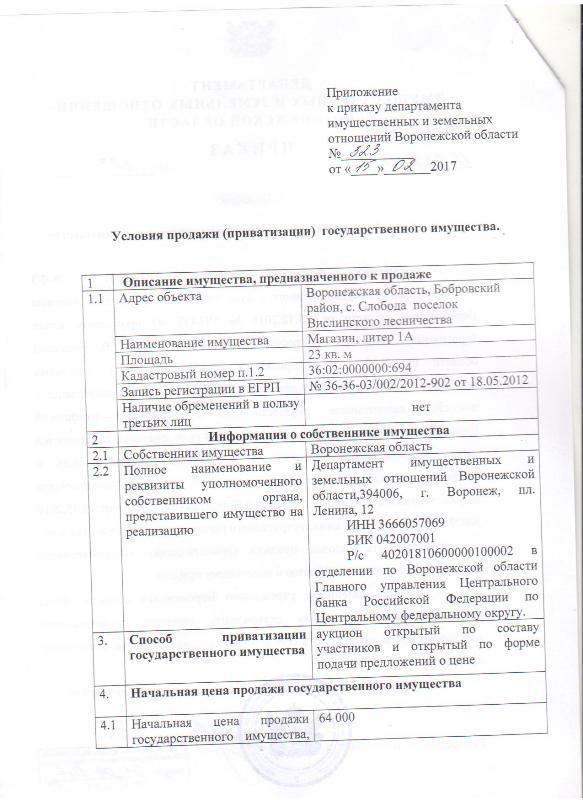 Приложение
к приказу департамента
имущественных и земельных
отношений Воронежской области
№ 323
от « 15 » 02 2017
Условия продажи (приватизации) государственного имущества.
1 Описание имущества, предназначенного к продаже
1.1 Адрес объекта
Воронежская область, Бобровский
район, с. Слобода поселок
Вислинского лесничества
Наименование имущества Магазин, литер 1А
Площадь 23 кв. м
Кадастровый номер п.1.2 36:02:0000000:694
Запись регистрации в ЕГРП № 36-36-03/002/2012-902 от 18.05.2012
Наличие обременений в пользу
третьих лиц
нет
2 Информация о собственнике имущества
2.1 Собственник имущества Воронежская область
2.2 Полное наименование и
реквизиты уполномоченного
собственником органа,
представившего имущество на
реализацию
Департамент имущественных и
земельных отношений Воронежской
области,394006, г. Воронеж, пл.
Ленина, 12
ИНН 3666057069
БИК 042007001
Р/с 40201810600000100002 в
отделении по Воронежской области
Главного управления Центрального
банка Российской Федерации по
Центральному федеральному округу.
3. Способ приватизации
государственного имущества
аукцион открытый по составу
участников и открытый по форме
подачи предложений о цене
4. Начальная цена продажи государственного имущества
4.1 Начальная цена продажи
государственного имущества,
64 000